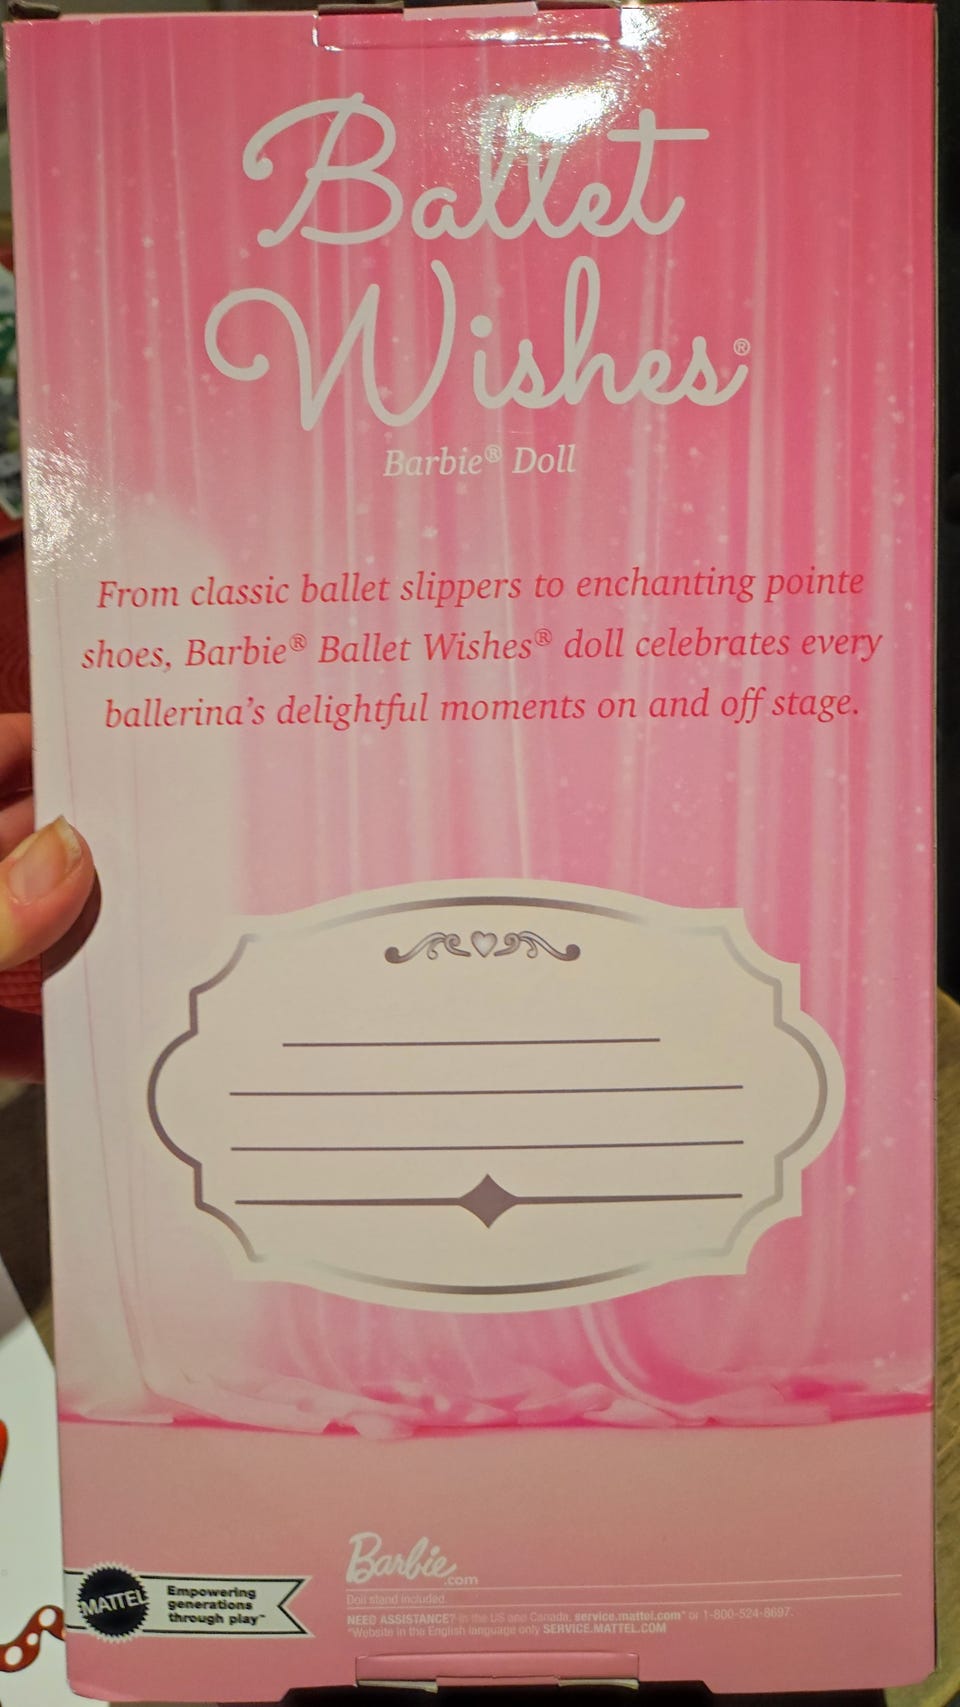 Ballet
Wishes®
Barbie® Doll
From classic ballet slippers to enchanting pointe
shoes, Barbie® Ballet Wishes® doll celebrates every
ballerina's delightful moments on and off stage.
Barbie
.com
Doll stand included.
NEED ASSISTANCE? In the US and Canada, service.mattel.com* or 1-800-524-8697.
*Website in the English language only SERVICE.MATTEL.COM
MATTEL
Empowering
generations
through play™